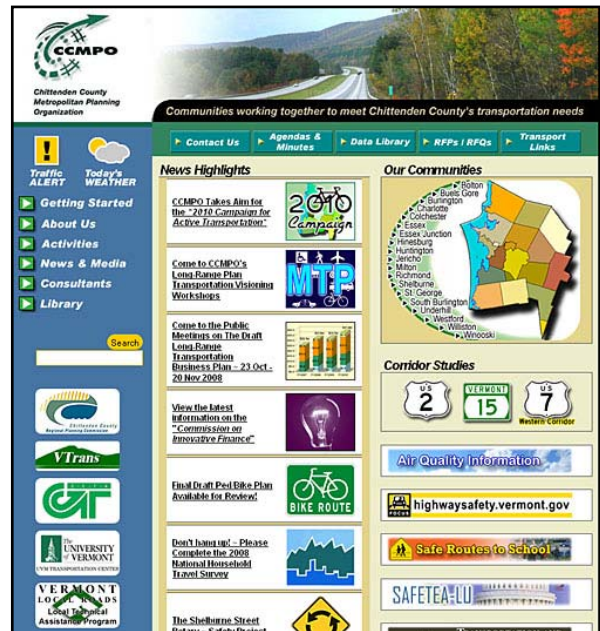 CCMPO
Chittenden County
Metropolitan Planning
Organization
Communities working together to meet Chittenden County's transportation needs
Contact Us
Agendas &
Minutes
Data Library
RFPs / RFQs
Transport
Links
Traffic
ALERT
Today's
WEATHER
Getting Started
About Us
Activities
News & Media
Consultants
Library
Search
Chittenden County
Regional Planning Commission
VTrans
The
UNIVERSITY
of VERMONT
UVM TRANSPORTATION CENTER
VERMONT
LOCAL ROADS
Local Technical
Assistance Program
News Highlights
CCMPO Takes Aim for
the "2010 Campaign for
Active Transportation"
2010
Campaign
Come to CCMPO's
Long-Range Plan
Transportation Visioning
Workshops
MTP
Come to the Public
Meetings on The Draft
Long-Range
Transportation
Business Plan – 23 Oct -
20 Nov 2008
View the latest
information on the
"Commission on
Innovative Finance"
Final Draft Ped/Bike Plan
Available for Review!
BIKE ROUTE
Don't hang up! – Please
Complete the 2008
National Household
Travel Survey
The Shelburne Street
Our Communities
Bolton
Buels Gore
Burlington
Charlotte
Colchester
Essex
Essex Junction
Hinesburg
Huntington
Jericho
Milton
Richmond
Shelburne
St. George
South Burlington
Underhill
Westford
Williston
Winooski
Corridor Studies
US
2
VERMONT
15
US
7
Western Corridor
Air Quality Information
FOCUS
highwaysafety.vermont.gov
Safe Routes to School
SAFETEA-LU